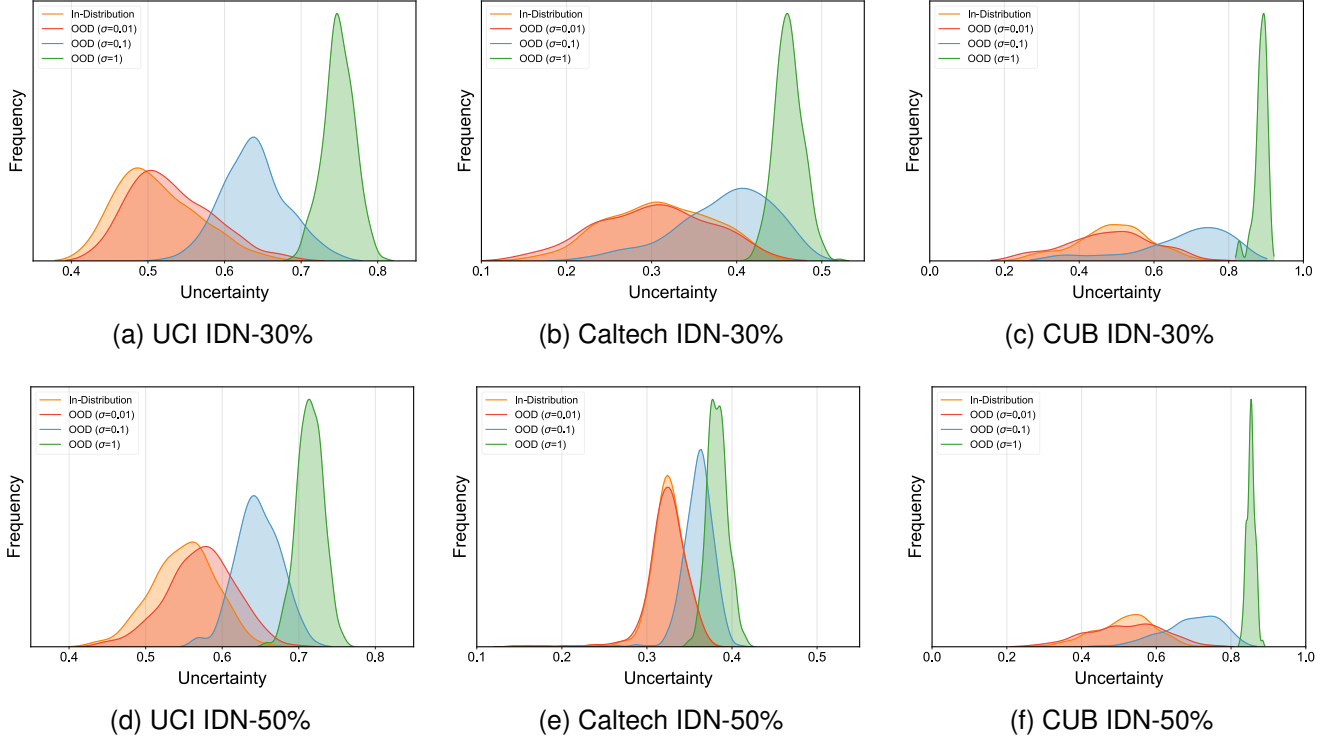 In-Distribution
OOD (σ=0.01)
OOD (σ=0.1)
OOD (σ=1)
Frequency
0.4 0.5 0.6 0.7 0.8
Uncertainty
(a) UCI IDN-30%
In-Distribution
OOD (σ=0.01)
OOD (σ=0.1)
OOD (σ=1)
Frequency
0.1 0.2 0.3 0.4 0.5
Uncertainty
(b) Caltech IDN-30%
In-Distribution
OOD (σ=0.01)
OOD (σ=0.1)
OOD (σ=1)
Frequency
0.0 0.2 0.4 0.6 0.8 1.0
Uncertainty
(c) CUB IDN-30%
In-Distribution
OOD (σ=0.01)
OOD (σ=0.1)
OOD (σ=1)
Frequency
0.4 0.5 0.6 0.7 0.8
Uncertainty
(d) UCI IDN-50%
In-Distribution
OOD (σ=0.01)
OOD (σ=0.1)
OOD (σ=1)
Frequency
0.1 0.2 0.3 0.4 0.5
Uncertainty
(e) Caltech IDN-50%
In-Distribution
OOD (σ=0.01)
OOD (σ=0.1)
OOD (σ=1)
Frequency
0.0 0.2 0.4 0.6 0.8 1.0
Uncertainty
(f) CUB IDN-50%